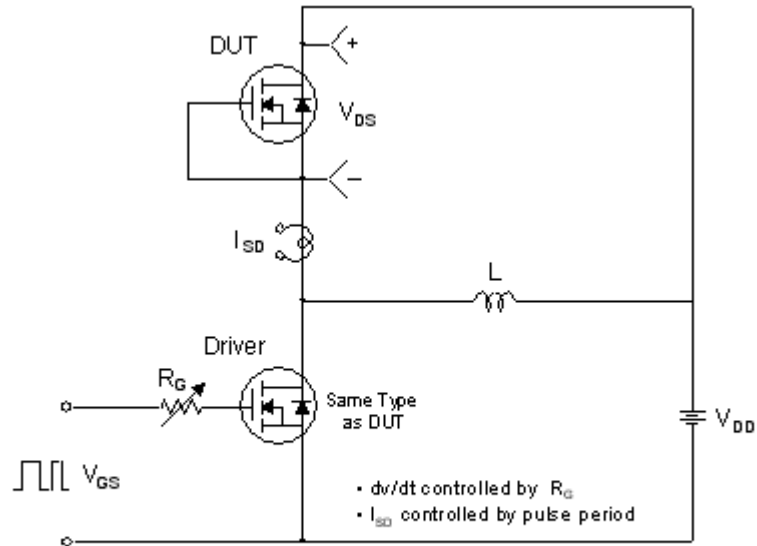 DUT
+
VDS
−
ISD
L
Driver
RG
Same Type
as DUT
VDD
VGS
• dv/dt controlled by RG
• ISD controlled by pulse period